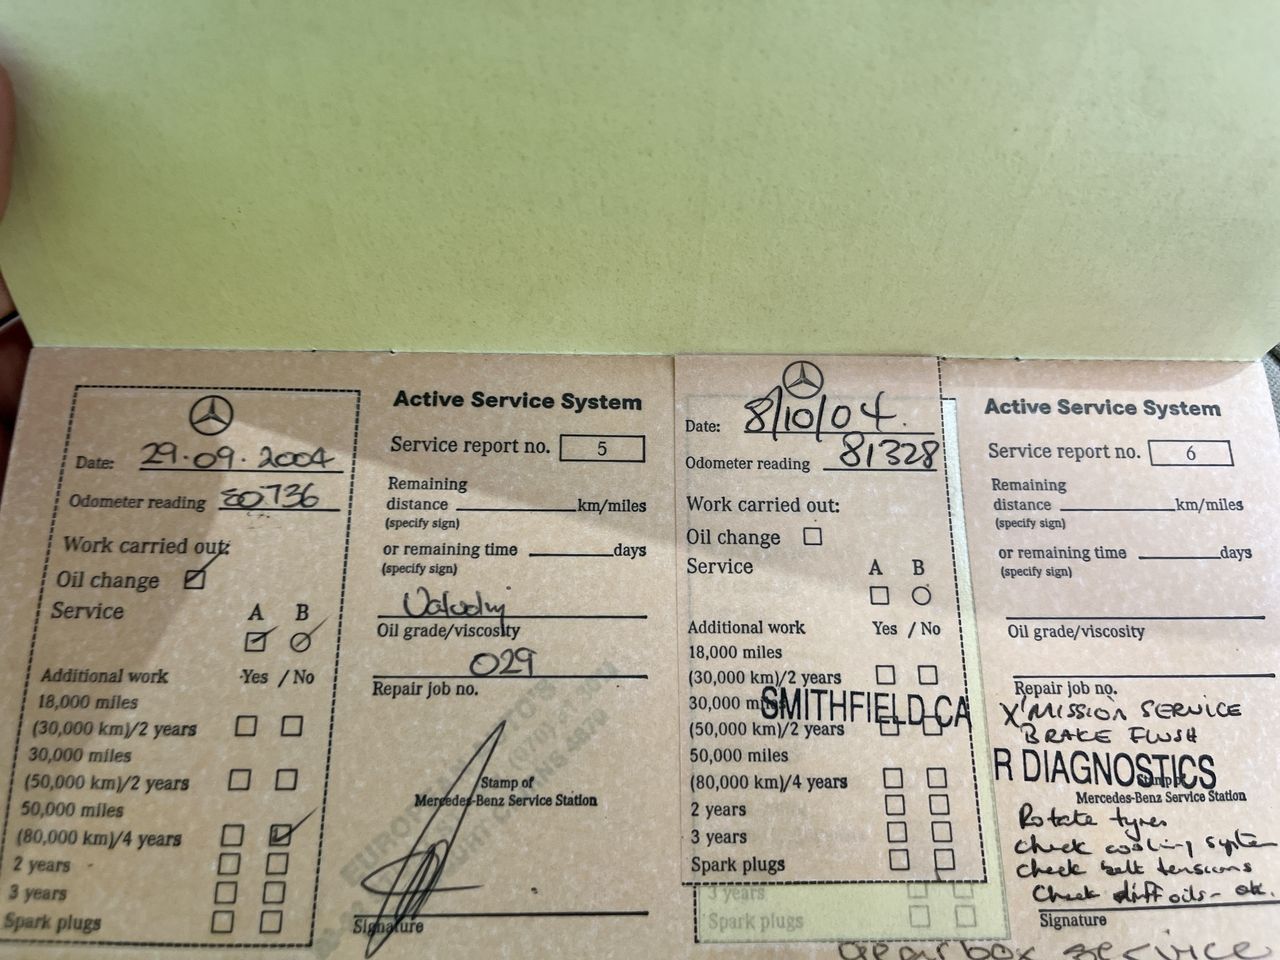 Date: 29.09.2004
Odometer reading 80736
Work carried out:
Oil change
Service A B
Additional work Yes / No
18,000 miles
(30,000 km)/2 years
30,000 miles
(50,000 km)/2 years
50,000 miles
(80,000 km)/4 years
2 years
3 years
Spark plugs
Active Service System
Service report no. 5
Remaining
distance km/miles
(specify sign)
or remaining time days
(specify sign)
Oil grade/viscosity
029
Repair job no.
Stamp of
Mercedes-Benz Service Station
Signature
Date: 8/10/04.
Odometer reading 81328
Work carried out:
Oil change
Service A B
Additional work Yes / No
18,000 miles
(30,000 km)/2 years
30,000 m
SMITHFIELD CA
(50,000 km)/2 years
50,000 miles
(80,000 km)/4 years
2 years
3 years
Spark plugs
3 years
Active Service System
Service report no. 6
Remaining
distance km/miles
(specify sign)
or remaining time days
(specify sign)
Oil grade/viscosity
Repair job no.
X'MISSION SERVICE
BRAKE FLUSH
R DIAGNOSTICS
Stamp of
Mercedes-Benz Service Station
Rotate tyres
check cooling system
check belt tensions
Check diff oils - ok.
Signature
gearbox service